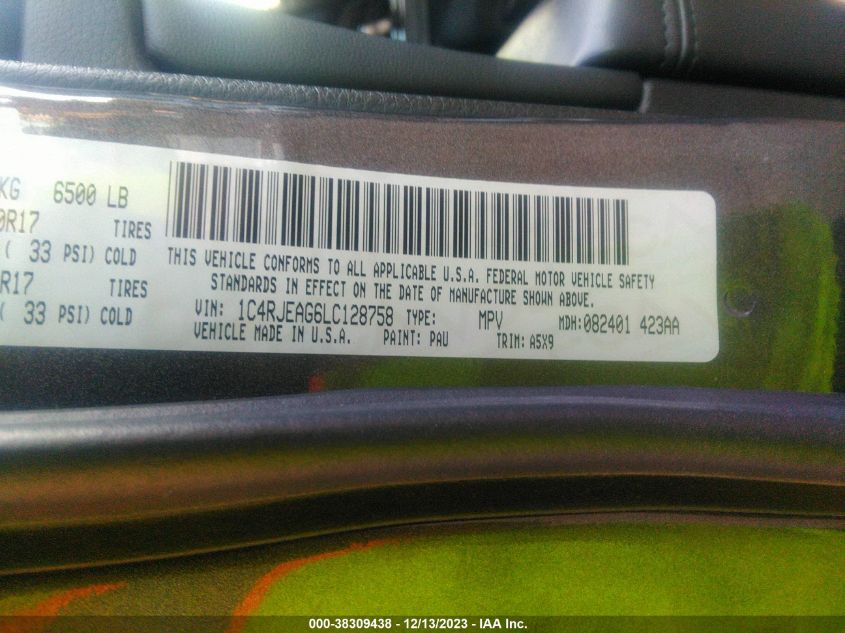 KG 6500 LB
0R17 TIRES
( 33 PSI) COLD
R17 TIRES
( 33 PSI) COLD
THIS VEHICLE CONFORMS TO ALL APPLICABLE U.S.A. FEDERAL MOTOR VEHICLE SAFETY
STANDARDS IN EFFECT ON THE DATE OF MANUFACTURE SHOWN ABOVE.
VIN: 1C4RJEAG6LC128758 TYPE: MPV MDH:082401 423AA
VEHICLE MADE IN U.S.A. PAINT: PAU TRIM: A5X9
000-38309438 - 12/13/2023 - IAA Inc.